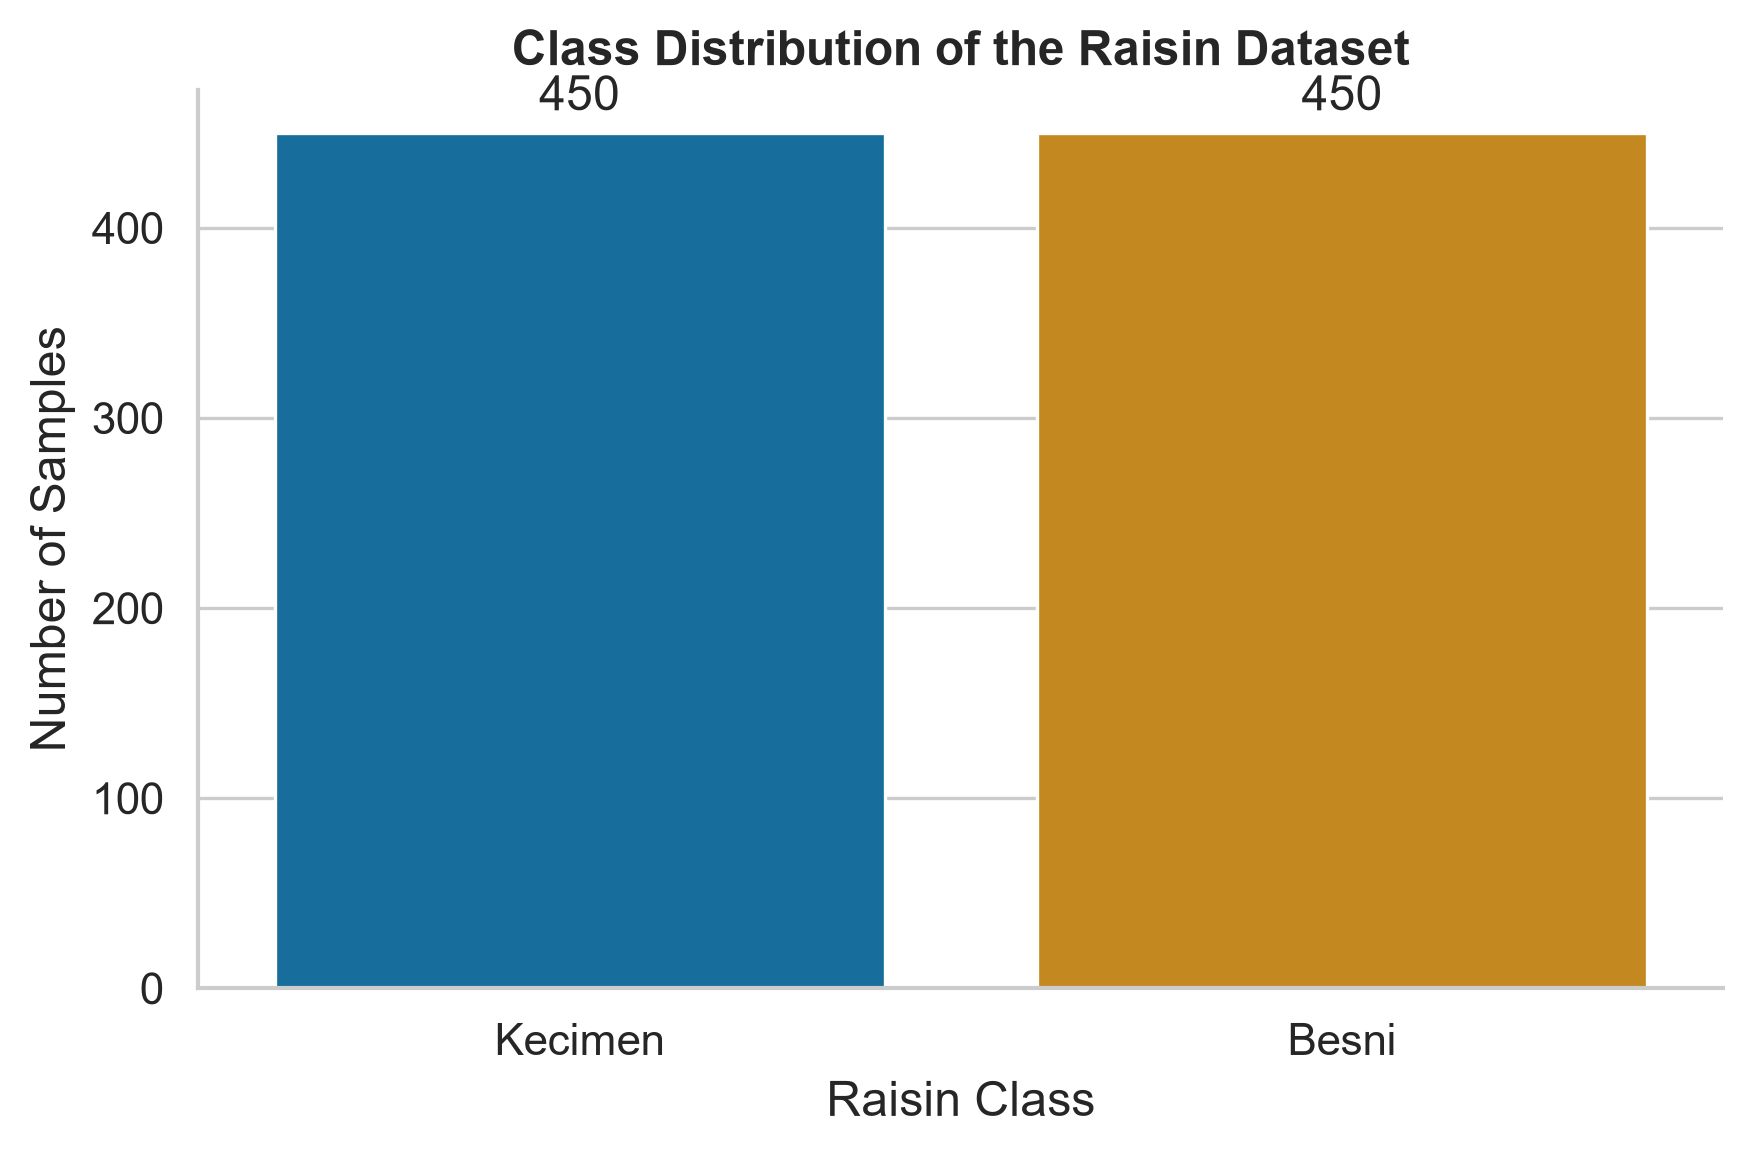 Class Distribution of the Raisin Dataset
450 450
400
300
200
100
0
Number of Samples
Kecimen Besni
Raisin Class